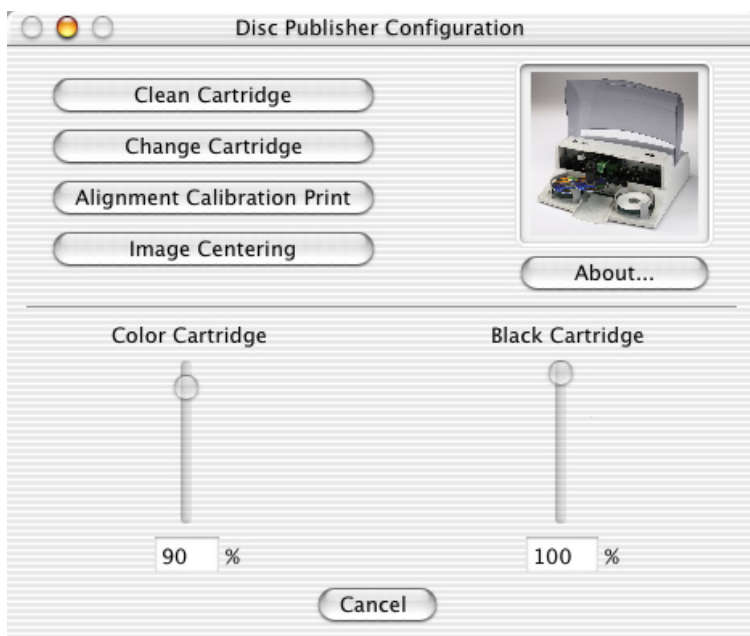 Disc Publisher Configuration
Clean Cartridge
Change Cartridge
Alignment Calibration Print
Image Centering
About...
Color Cartridge
Black Cartridge
90 %
100 %
Cancel